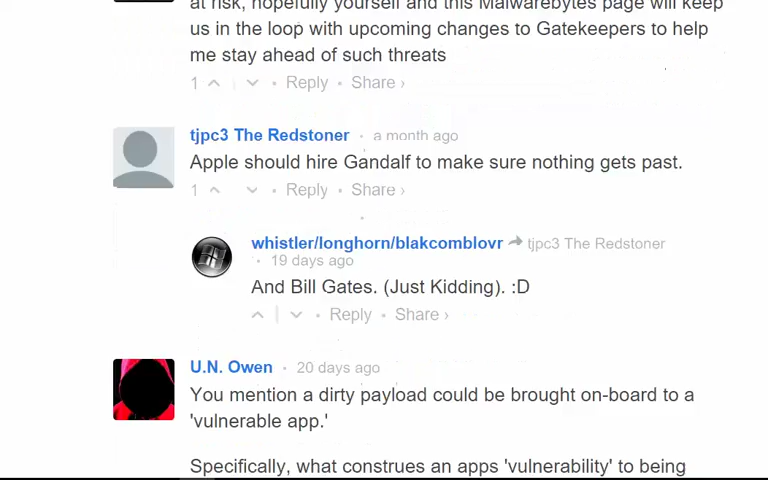 at risk, hopefully yourself and this Malwarebytes page will keep
us in the loop with upcoming changes to Gatekeepers to help
me stay ahead of such threats
1 • Reply • Share ›
tjpc3 The Redstoner • a month ago
Apple should hire Gandalf to make sure nothing gets past.
1 • Reply • Share ›
whistler/longhorn/blakcomblovr tjpc3 The Redstoner
• 19 days ago
And Bill Gates. (Just Kidding). :D
• Reply • Share ›
U.N. Owen • 20 days ago
You mention a dirty payload could be brought on-board to a
'vulnerable app.'
Specifically, what construes an apps 'vulnerability' to being